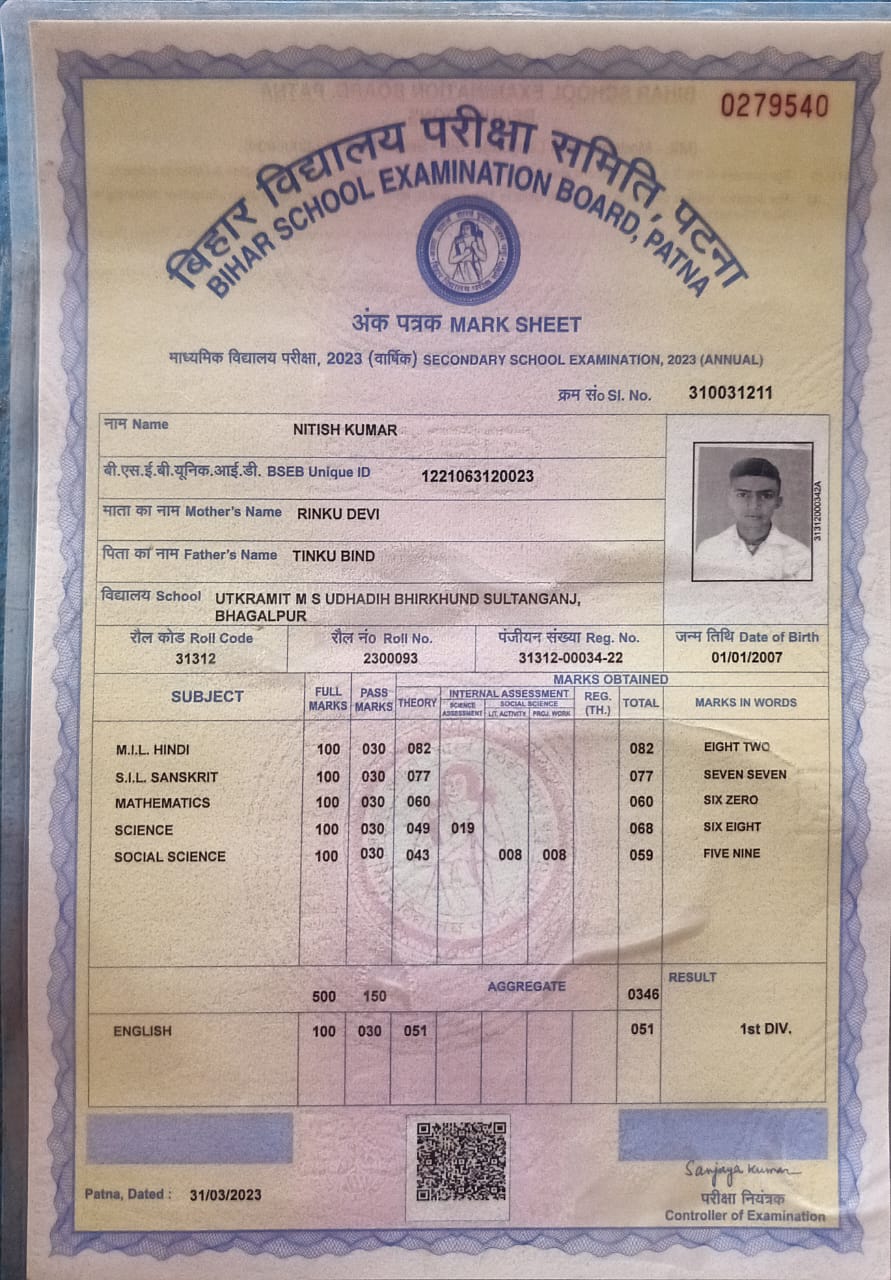 0279540
बिहार विद्यालय परीक्षा समिति, पटना
BIHAR SCHOOL EXAMINATION BOARD, PATNA
अंक पत्रक MARK SHEET
माध्यमिक विद्यालय परीक्षा, 2023 (वार्षिक) SECONDARY SCHOOL EXAMINATION, 2023 (ANNUAL)
क्रम सं० Sl. No. 310031211
नाम Name NITISH KUMAR
बी.एस.ई.बी.यूनिक.आई.डी. BSEB Unique ID 1221063120023
माता का नाम Mother's Name RINKU DEVI
पिता का नाम Father's Name TINKU BIND
31312000342A
विद्यालय School UTKRAMIT M S UDHADIH BHIRKHUND SULTANGANJ,
BHAGALPUR
रौल कोड Roll Code रौल नं० Roll No. पंजीयन संख्या Reg. No. जन्म तिथि Date of Birth
31312 2300093 31312-00034-22 01/01/2007
MARKS OBTAINED
SUBJECT FULL MARKS PASS MARKS THEORY INTERNAL ASSESSMENT REG. (TH.) TOTAL MARKS IN WORDS
SCIENCE ASSESSMENT SOCIAL SCIENCE
LIT. ACTIVITY PROJ. WORK
M.I.L. HINDI 100 030 082 082 EIGHT TWO
S.I.L. SANSKRIT 100 030 077 077 SEVEN SEVEN
MATHEMATICS 100 030 060 060 SIX ZERO
SCIENCE 100 030 049 019 068 SIX EIGHT
SOCIAL SCIENCE 100 030 043 008 008 059 FIVE NINE
500 150 AGGREGATE 0346 RESULT
ENGLISH 100 030 051 051 1st DIV.
Sanjaya Kumar
Patna, Dated : 31/03/2023
परीक्षा नियंत्रक
Controller of Examination